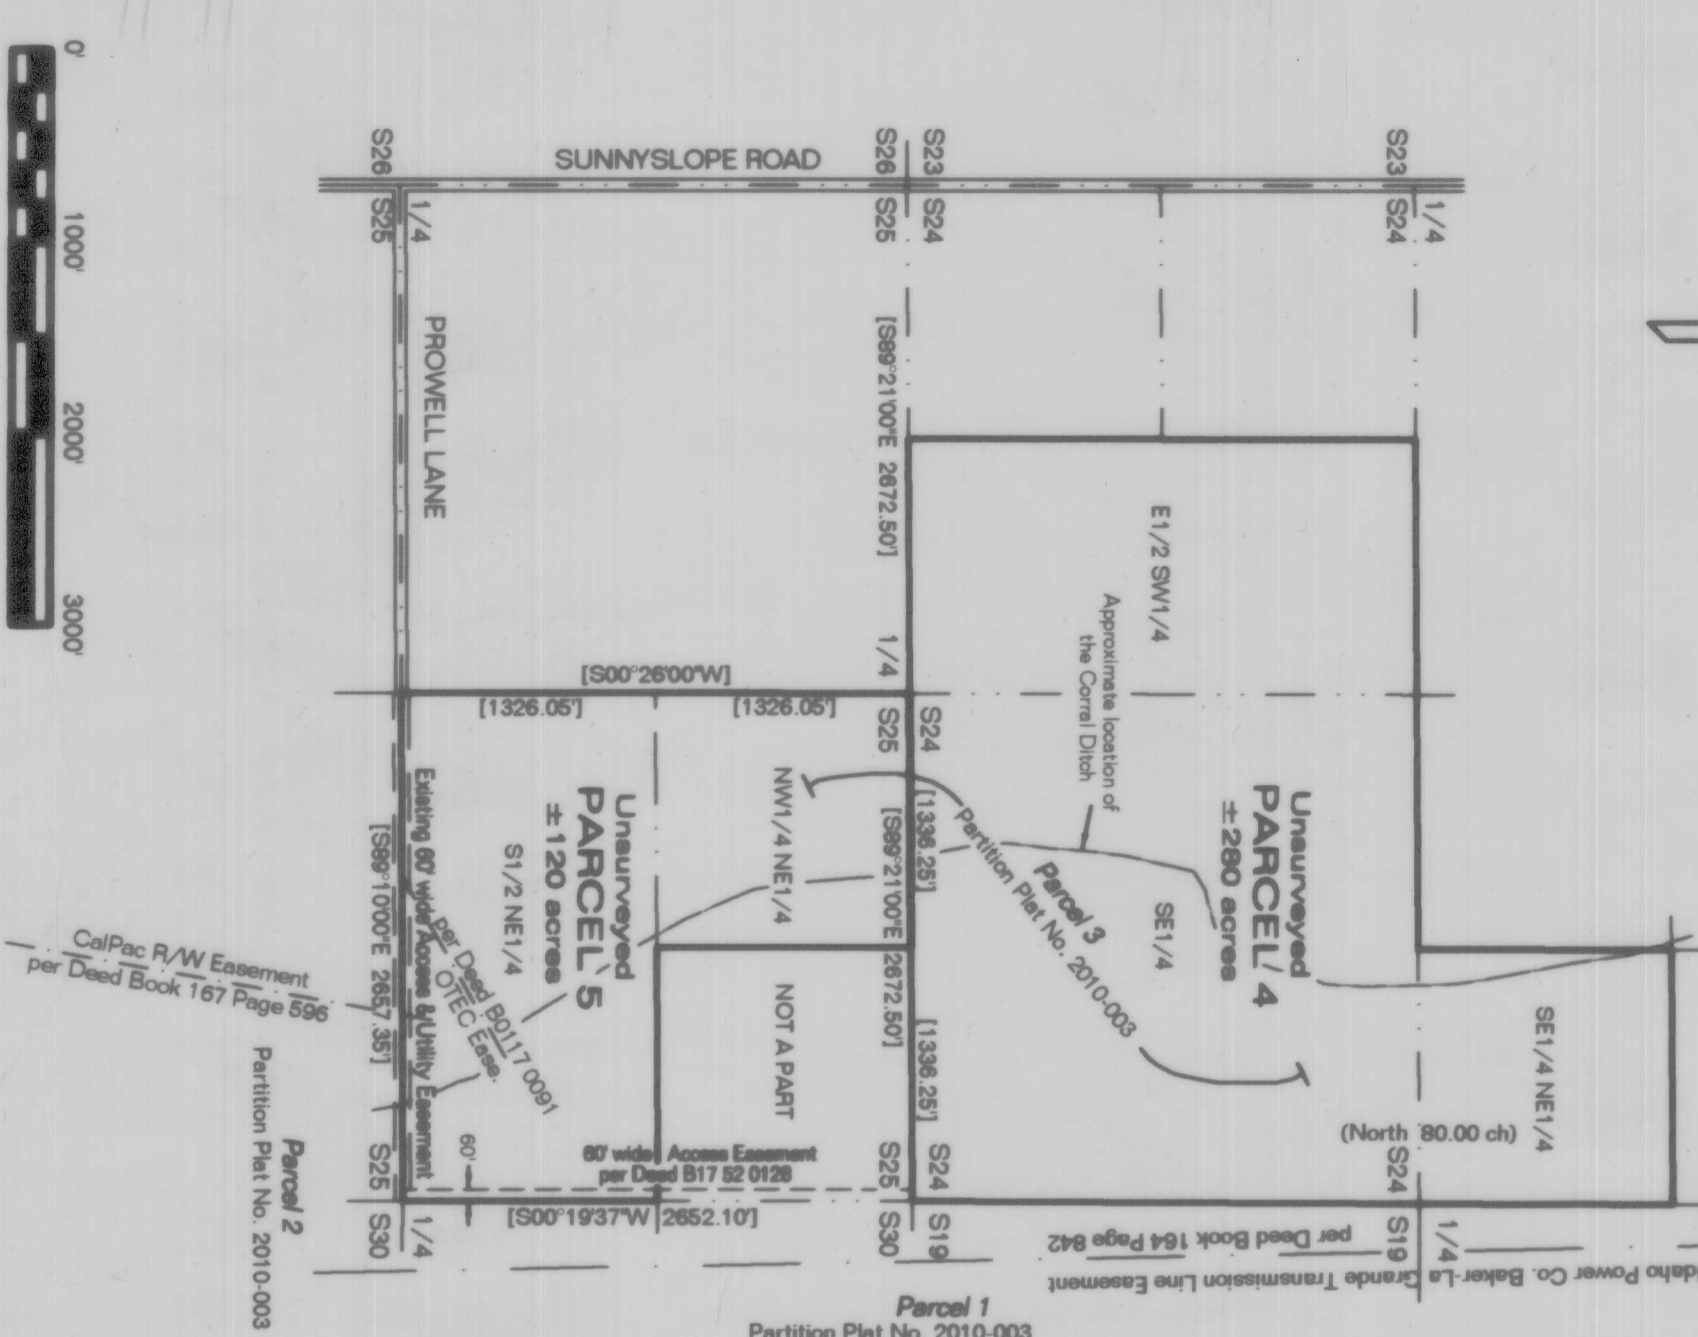 0'
1000'
2000'
3000'
SUNNYSLOPE ROAD
S26
S25
1/4
S26
S23
S25
S24
S23
S24
1/4
PROWELL LANE
[S89°21'00"E 2672.50']
E1/2 SW1/4
Approximate location of
the Corral Ditch
1/4
[S00°26'00"W]
[1326.05']
[1326.05']
S25
S24
Unsurveyed
PARCEL 4
±280 acres
SE1/4
Unsurveyed
PARCEL 5
±120 acres
S1/2 NE1/4
NW1/4 NE1/4
[1336.25']
[S89°21'00"E 2672.50']
[1336.25']
Parcel 3
Partition Plat No. 2010-003
NOT A PART
SE1/4 NE1/4
(North 80.00 ch)
Existing 60' wide Access & Utility Easement
[S89°10'00"E 2657.35']
per Deed B0117 0091
OTEC Ease.
CalPac R/W Easement
per Deed Book 167 Page 596
60'
60' wide Access Easement
per Deed B17 52 0128
S25
S30
1/4
[S00°19'37"W 2652.10']
S25
S24
S30
S19
S24
S19
1/4
Parcel 2
Partition Plat No. 2010-003
Idaho Power Co. Baker-La Grande Transmission Line Easement
per Deed Book 164 Page 842
Parcel 1
Partition Plat No. 2010-003